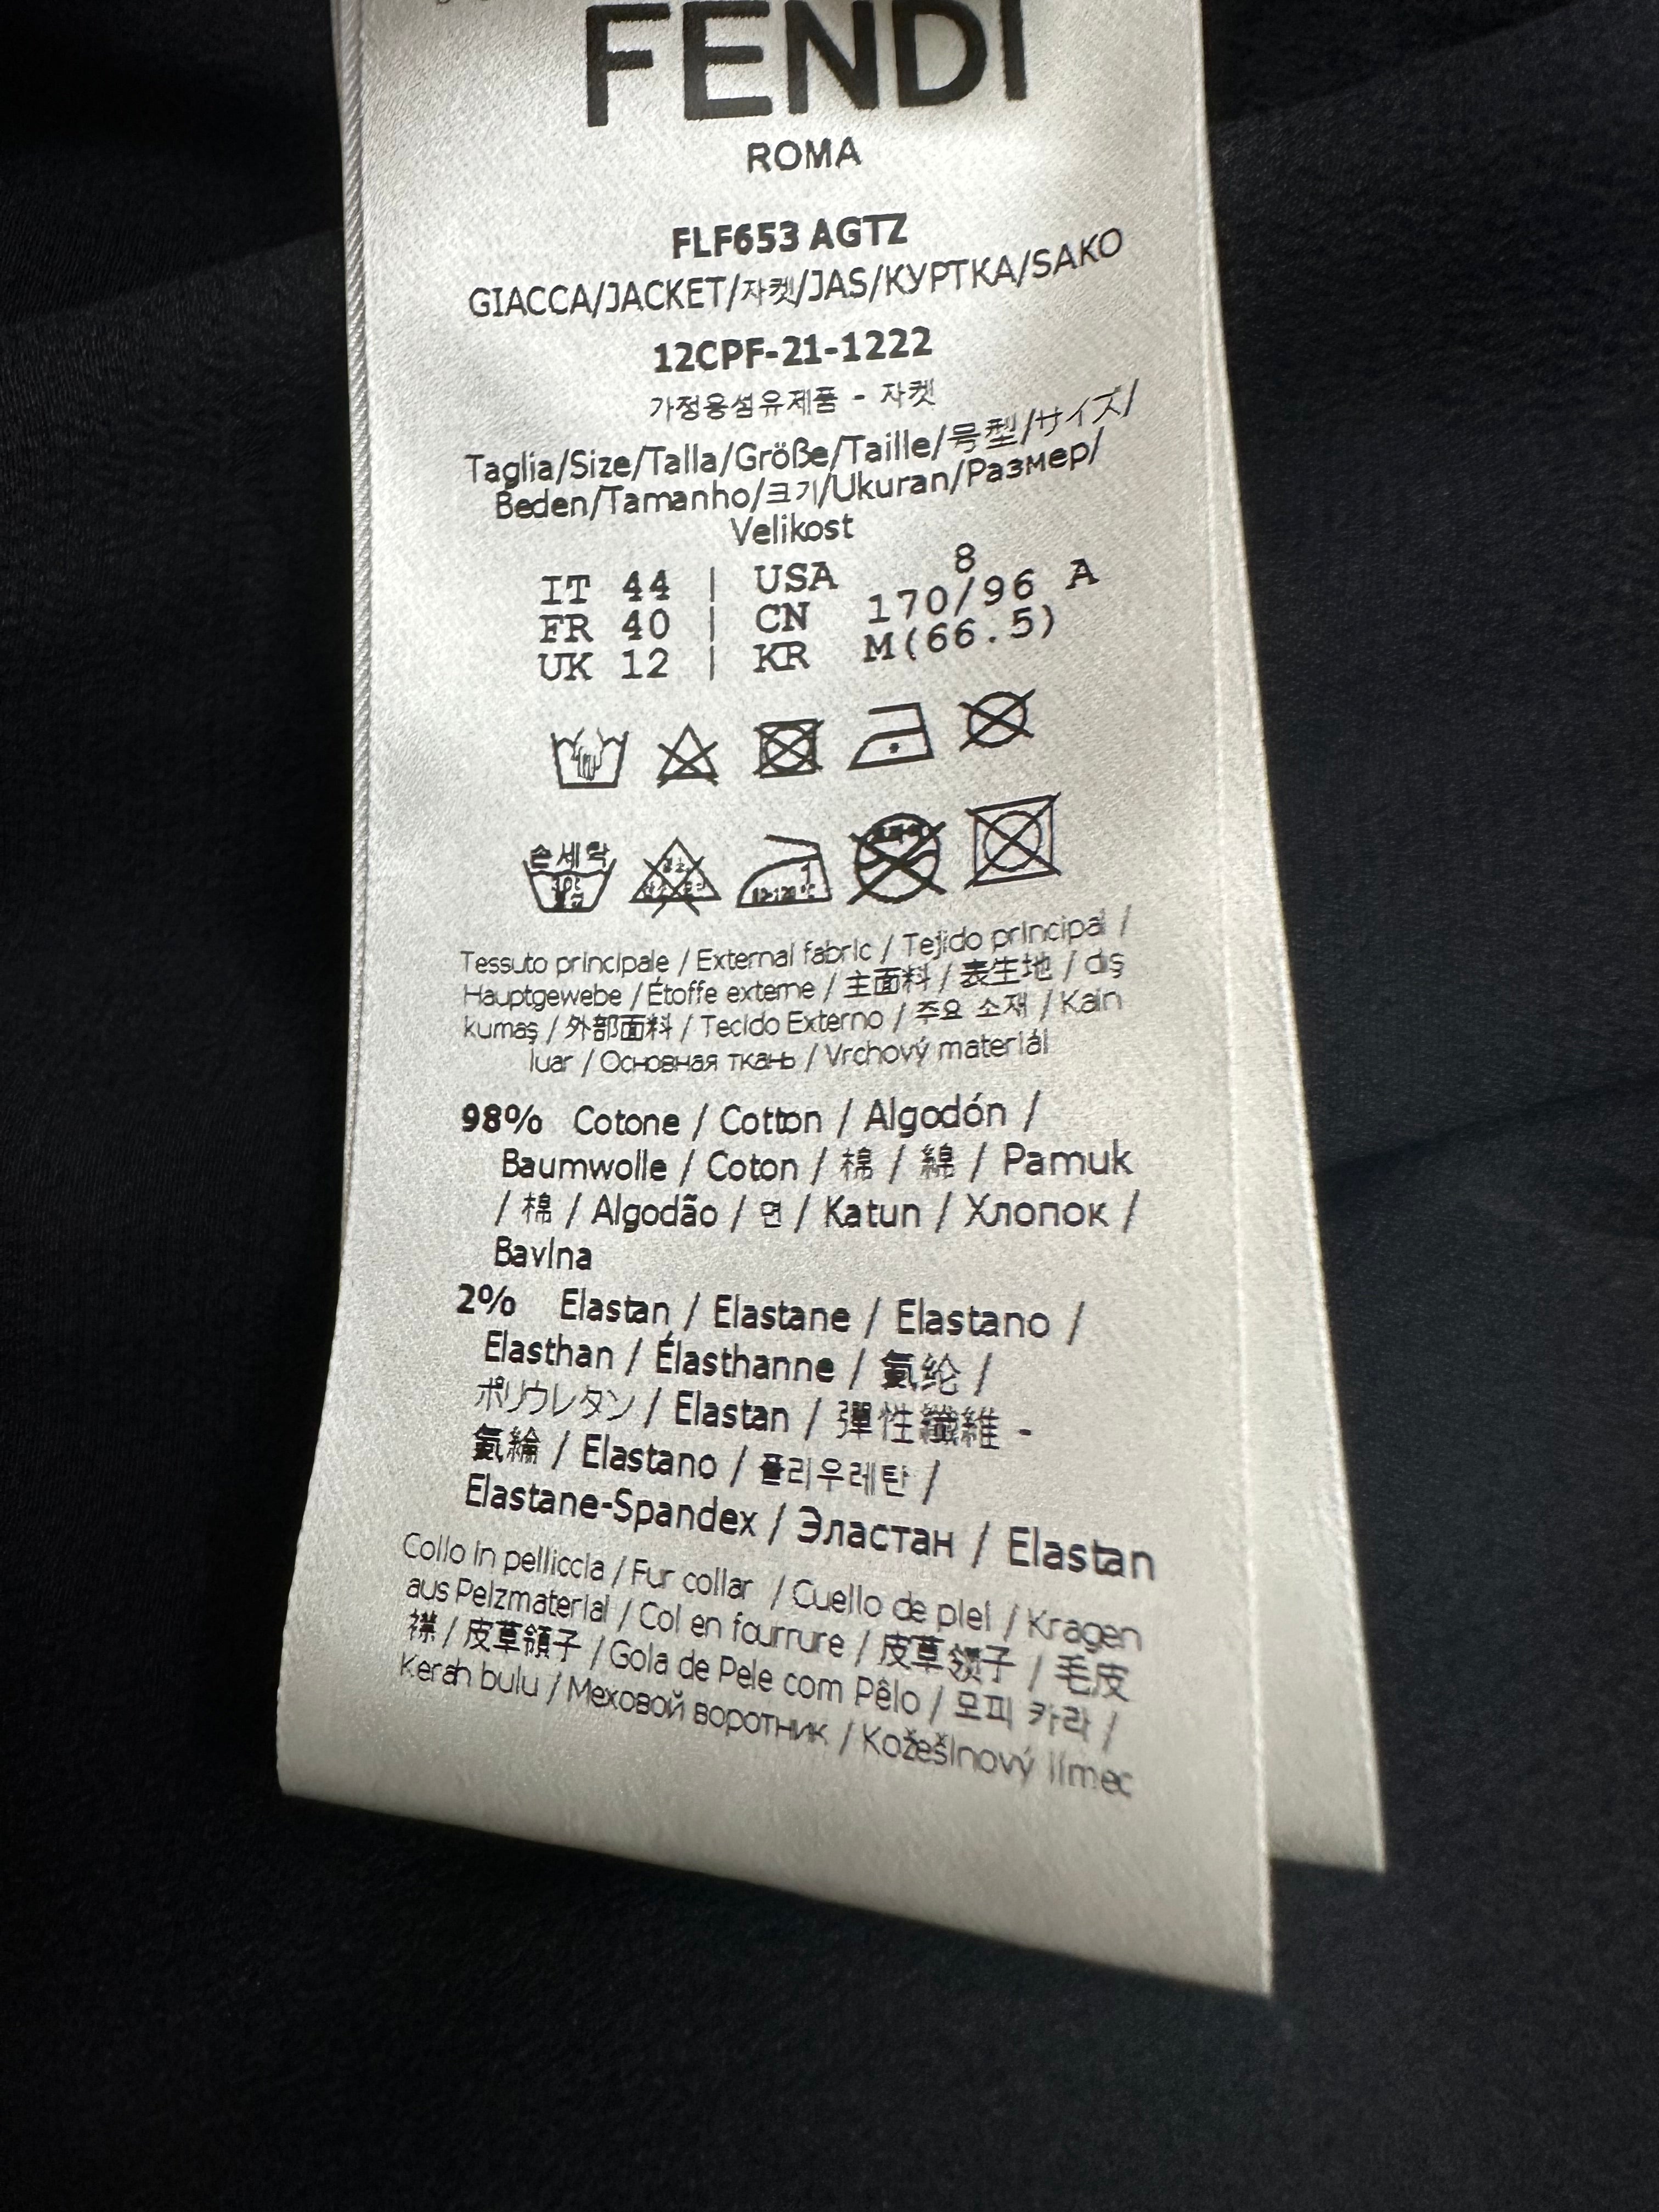 FENDI
ROMA
FLF653 AGTZ
GIACCA/JACKET/자켓/JAS/КУРТКА/SAKO
12CPF-21-1222
가정용섬유제품 - 자켓
Taglia/Size/Talla/Größe/Taille/号型/サイズ/
Beden/Tamanho/크기/Ukuran/Размер/
Velikost
IT 44 | USA 8
FR 40 | CN 170/96 A
UK 12 | KR M(66.5)
손세탁
Tessuto principale / External fabric / Tejido principal /
Hauptgewebe / Étoffe externe / 主面料 / 表生地 / dış
kumaş / 外部面料 / Tecido Externo / 주요 소재 / Kain
luar / Основная ткань / Vrchový materiál
98% Cotone / Cotton / Algodón /
Baumwolle / Coton / 棉 / 綿 / Pamuk
/ 棉 / Algodão / 면 / Katun / Хлопок /
Bavlna
2% Elastan / Elastane / Elastano /
Elasthan / Élasthanne / 氨纶 /
ポリウレタン / Elastan / 彈性纖維 -
氨綸 / Elastano / 폴리우레탄 /
Elastane-Spandex / Эластан / Elastan
Collo in pelliccia / Fur collar / Cuello de piel / Kragen
aus Pelzmaterial / Col en fourrure / 皮草领子 / 毛皮
襟 / 皮草領子 / Gola de Pele com Pêlo / 모피 카라 /
Kerah bulu / Меховой воротник / Kožešinový límec